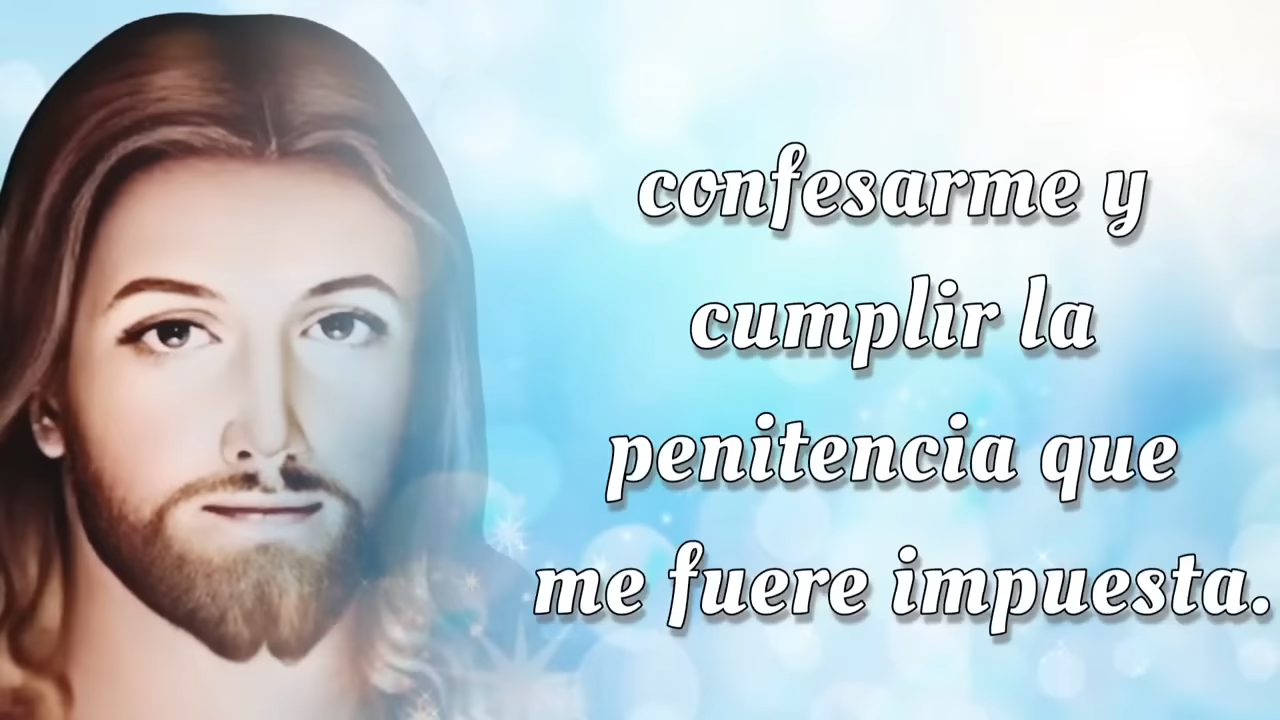 confesarme y
cumplir la
penitencia que
me fuere impuesta.